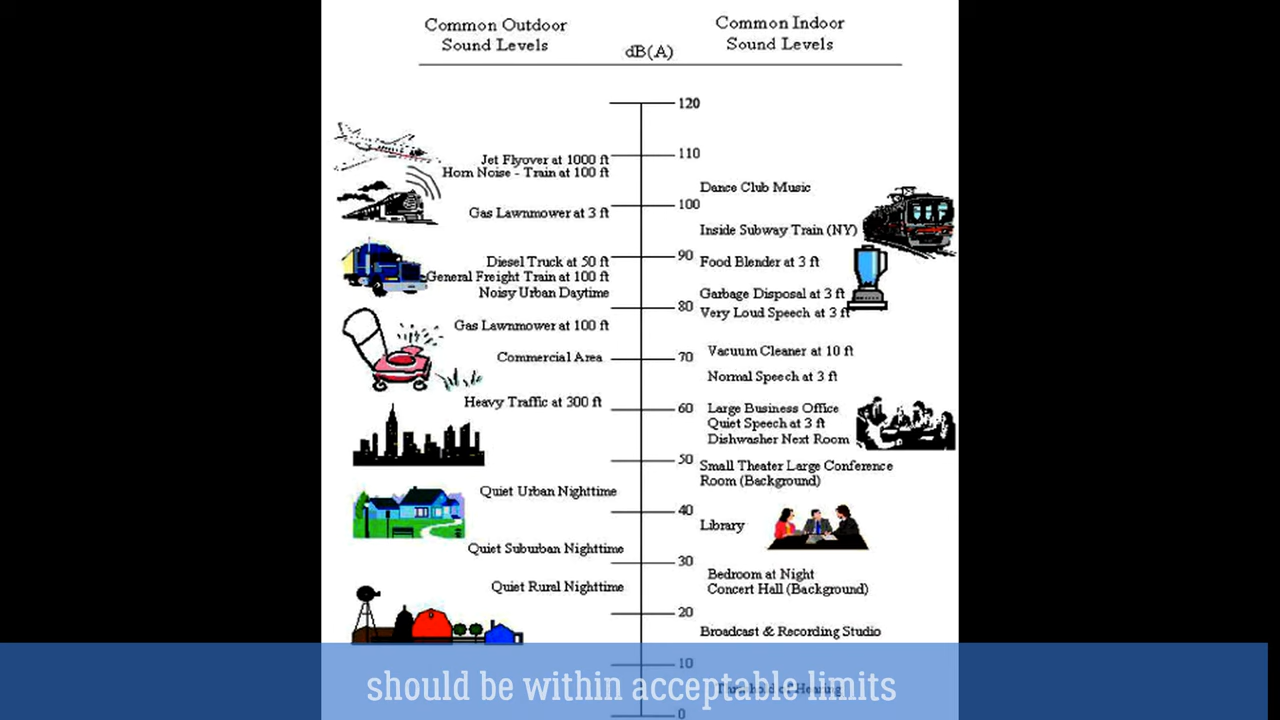 Common Outdoor
Sound Levels
dB(A)
Common Indoor
Sound Levels
120
110
Jet Flyover at 1000 ft
Horn Noise - Train at 100 ft
Dance Club Music
100
Gas Lawnmower at 3 ft
Inside Subway Train (NY)
90
Diesel Truck at 50 ft
Food Blender at 3 ft
General Freight Train at 100 ft
Noisy Urban Daytime
Garbage Disposal at 3 ft
80
Very Loud Speech at 3 ft
Gas Lawnmower at 100 ft
Vacuum Cleaner at 10 ft
Commercial Area
70
Normal Speech at 3 ft
Heavy Traffic at 300 ft
60
Large Business Office
Quiet Speech at 3 ft
Dishwasher Next Room
50
Small Theater Large Conference
Room (Background)
Quiet Urban Nighttime
40
Library
Quiet Suburban Nighttime
30
Bedroom at Night
Concert Hall (Background)
Quiet Rural Nighttime
20
Broadcast & Recording Studio
10
should be within acceptable limits
Threshold of Hearing
0